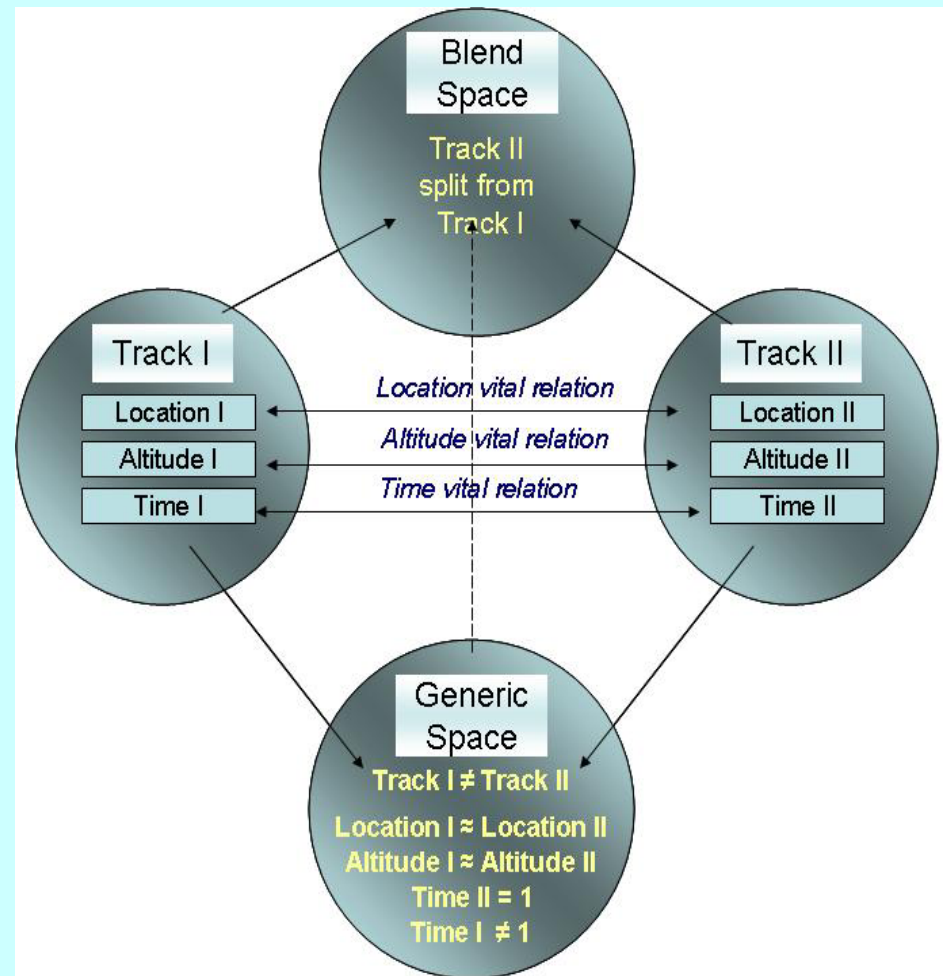 Blend
Space
Track II
split from
Track I
Track I
Location I
Altitude I
Time I
Location vital relation
Altitude vital relation
Time vital relation
Track II
Location II
Altitude II
Time II
Generic
Space
Track I ≠ Track II
Location I ≈ Location II
Altitude I ≈ Altitude II
Time II = 1
Time I ≠ 1